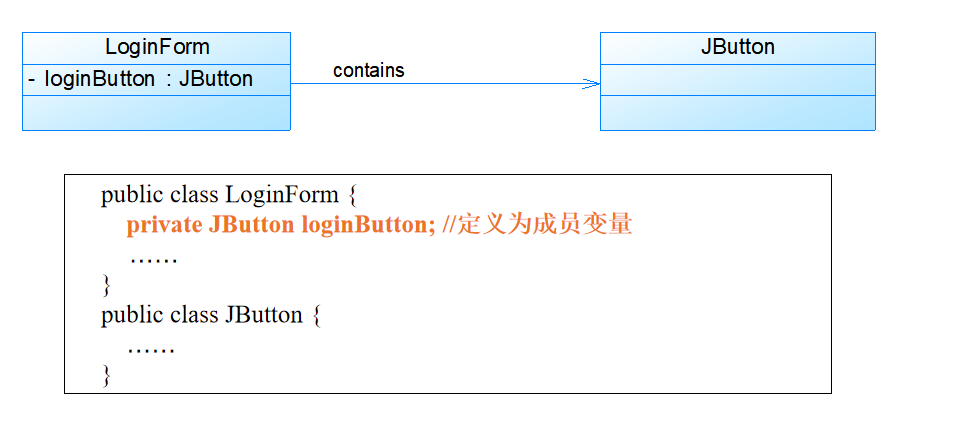 LoginForm
- loginButton : JButton
contains
JButton
public class LoginForm {
private JButton loginButton; //定义为成员变量
……
}
public class JButton {
……
}